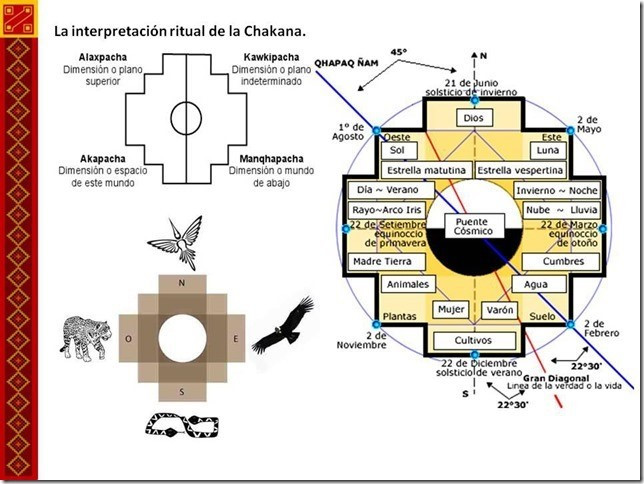 La interpretación ritual de la Chakana.
Alaxpacha
Dimensión o plano
superior
Kawkipacha
Dimensión o plano
indeterminado
Akapacha
Dimensión o espacio
de este mundo
Manqhapacha
Dimensión o mundo
de abajo
N
O
E
S
QHAPAQ ÑAM
45°
N
21 de Junio
solsticio de invierno
Dios
1º de
Agosto
2 de
Mayo
Oeste
Este
Sol
Luna
Estrella matutina
Estrella vespertina
Día ~ Verano
Invierno ~ Noche
Rayo~Arco Iris
Nube ~ Lluvia
Puente
Cósmico
22 de Setiembre
equinoccio
de primavera
22 de Marzo
equinoccio
de otoño
Madre Tierra
Cumbres
Animales
Agua
Mujer
Varón
Plantas
Suelo
Cultivos
2 de
Noviembre
2 de
Febrero
22 de Diciembre
solsticio de verano
22°30'
Gran Diagonal
Línea de la verdad o la vida
S
22°30'